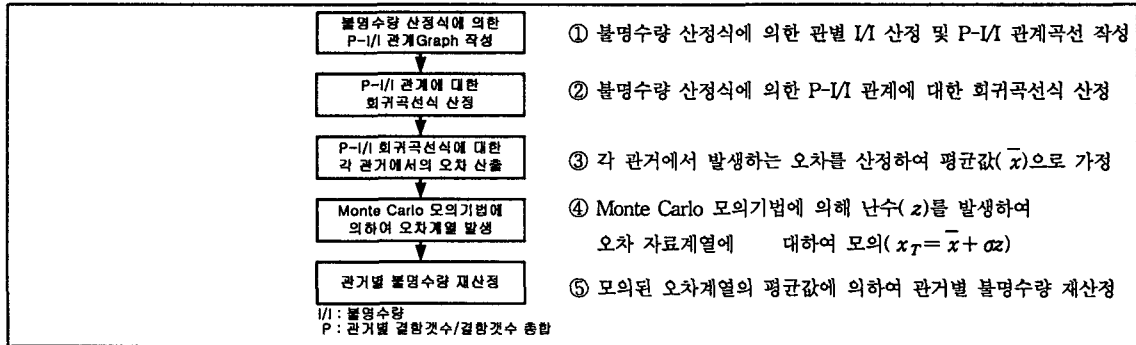 불명수량 산정식에 의한
P-I/I 관계Graph 작성
① 불명수량 산정식에 의한 관별 I/I 산정 및 P-I/I 관계곡선 작성
P-I/I 관계에 대한
회귀곡선식 산정
② 불명수량 산정식에 의한 P-I/I 관계에 대한 회귀곡선식 산정
P-I/I 회귀곡선식에 대한
각 관거에서의 오차 산출
③ 각 관거에서 발생하는 오차를 산정하여 평균값( x̅ )으로 가정
Monte Carlo 모의기법에
의하여 오차계열 발생
④ Monte Carlo 모의기법에 의해 난수( z)를 발생하여
오차 자료계열에 대하여 모의( x_T = x̅ + σz)
관거별 불명수량 재산정
⑤ 모의된 오차계열의 평균값에 의하여 관거별 불명수량 재산정
I/I : 불명수량
P : 관거별 결함갯수/결함갯수 총합